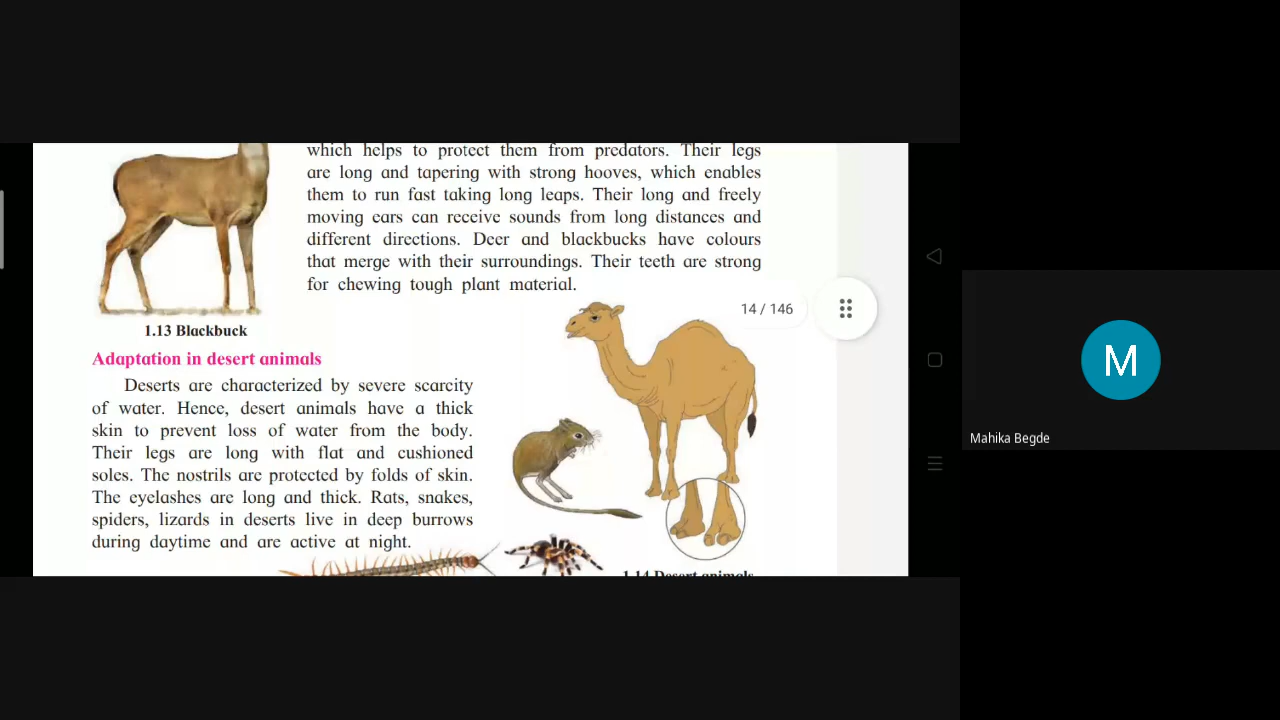 which helps to protect them from predators. Their legs
are long and tapering with strong hooves, which enables
them to run fast taking long leaps. Their long and freely
moving ears can receive sounds from long distances and
different directions. Deer and blackbucks have colours
that merge with their surroundings. Their teeth are strong
for chewing tough plant material.
14 / 146
1.13 Blackbuck
Adaptation in desert animals
Deserts are characterized by severe scarcity
of water. Hence, desert animals have a thick
skin to prevent loss of water from the body.
Their legs are long with flat and cushioned
soles. The nostrils are protected by folds of skin.
The eyelashes are long and thick. Rats, snakes,
spiders, lizards in deserts live in deep burrows
during daytime and are active at night.
1.14 Desert animals
M
Mahika Begde